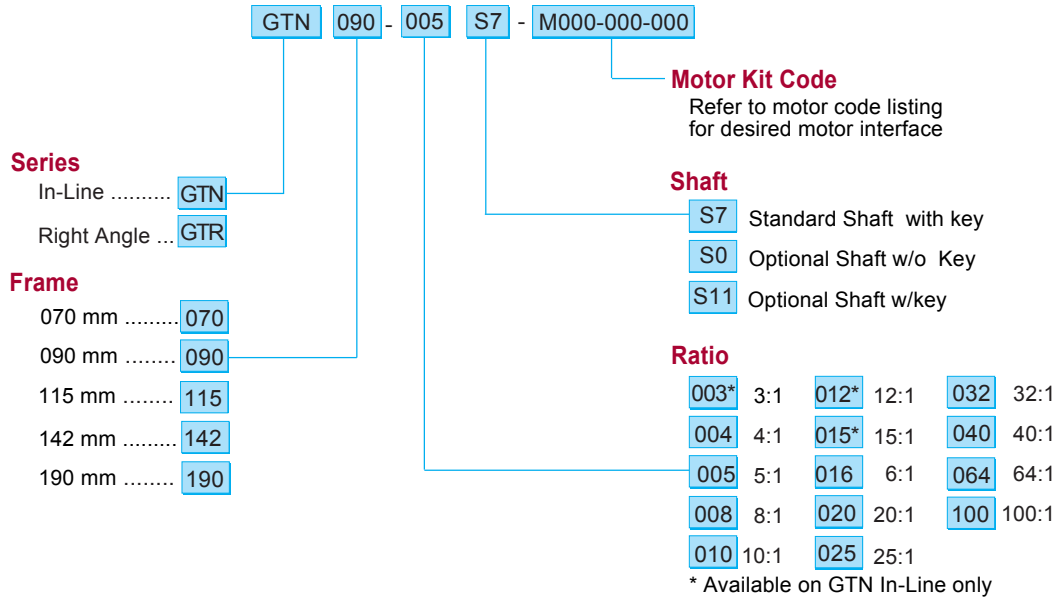 GTN 090 - 005 S7 - M000-000-000
Motor Kit Code
Refer to motor code listing
for desired motor interface
Series
In-Line .......... GTN
Right Angle ... GTR
Frame
070 mm ......... 070
090 mm ........ 090
115 mm ........ 115
142 mm ......... 142
190 mm ........ 190
Shaft
S7 Standard Shaft with key
S0 Optional Shaft w/o Key
S11 Optional Shaft w/key
Ratio
003* 3:1 012* 12:1 032 32:1
004 4:1 015* 15:1 040 40:1
005 5:1 016 6:1 064 64:1
008 8:1 020 20:1 100 100:1
010 10:1 025 25:1
* Available on GTN In-Line only